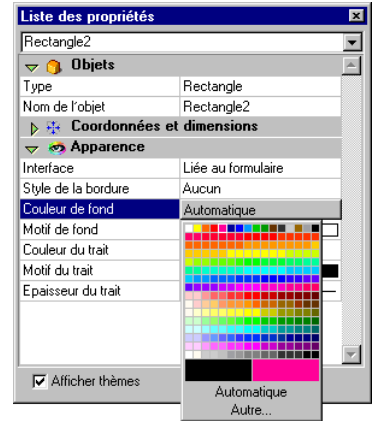 Liste des propriétés
Rectangle2
Objets
Type Rectangle
Nom de l'objet Rectangle2
Coordonnées et dimensions
Apparence
Interface Liée au formulaire
Style de la bordure Aucun
Couleur de fond Automatique
Motif de fond
Couleur du trait
Motif du trait
Epaisseur du trait
Afficher thèmes
Automatique
Autre...